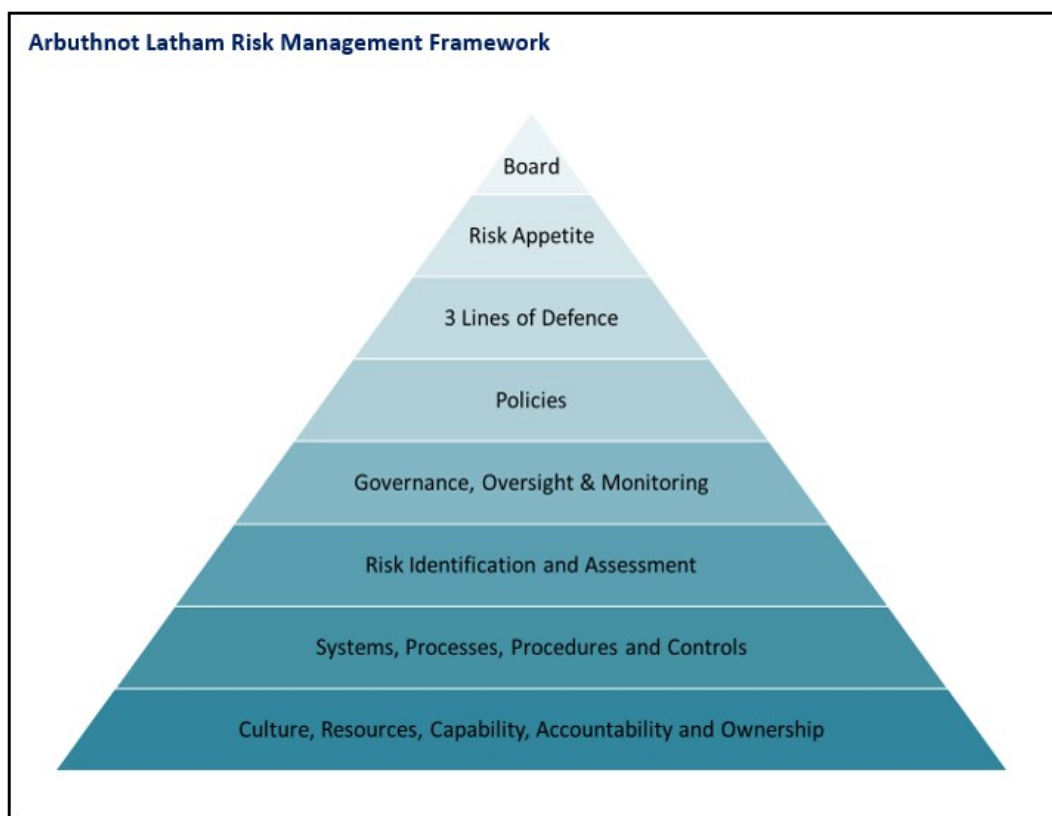 Arbuthnot Latham Risk Management Framework
Board
Risk Appetite
3 Lines of Defence
Policies
Governance, Oversight & Monitoring
Risk Identification and Assessment
Systems, Processes, Procedures and Controls
Culture, Resources, Capability, Accountability and Ownership